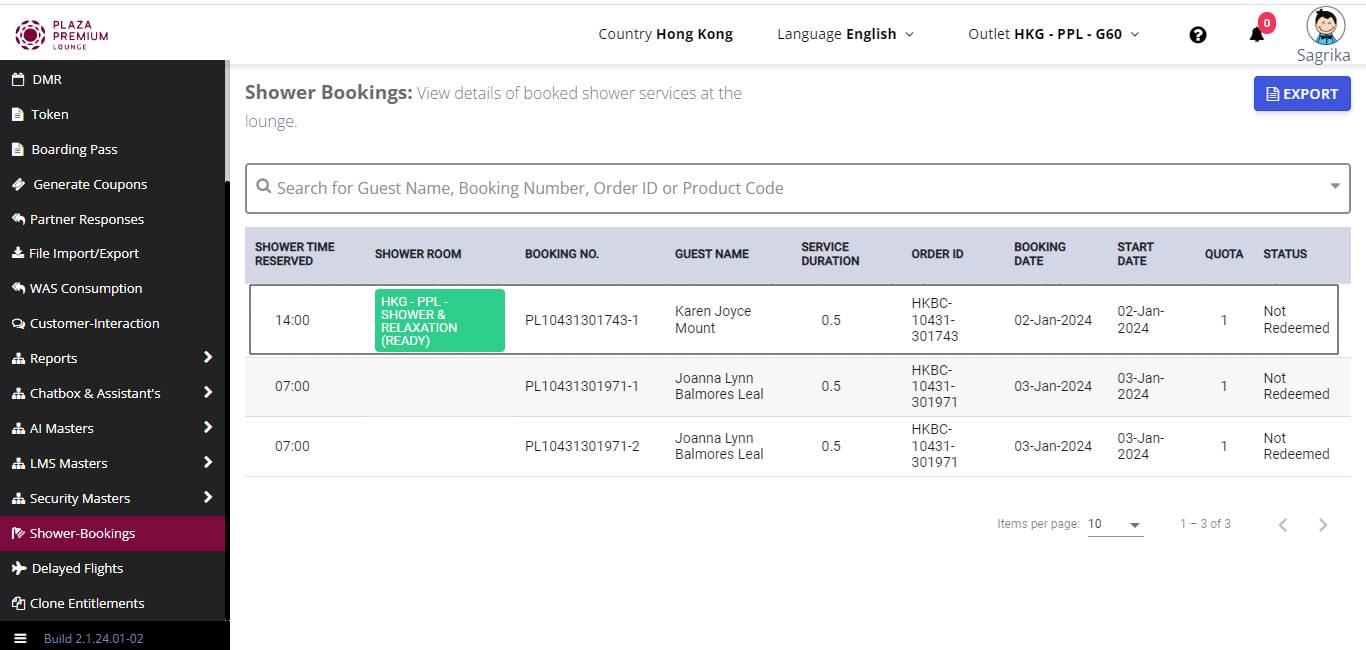 PLAZA
PREMIUM
LOUNGE
Country Hong Kong
Language English
Outlet HKG - PPL - G60
0
Sagrika
DMR
Token
Boarding Pass
Generate Coupons
Partner Responses
File Import/Export
WAS Consumption
Customer-Interaction
Reports
Chatbox & Assistant's
AI Masters
LMS Masters
Security Masters
Shower-Bookings
Delayed Flights
Clone Entitlements
Build 2.1.24.01-02
Shower Bookings: View details of booked shower services at the
lounge.
EXPORT
Search for Guest Name, Booking Number, Order ID or Product Code
SHOWER TIME
RESERVED
SHOWER ROOM
BOOKING NO.
GUEST NAME
SERVICE
DURATION
ORDER ID
BOOKING
DATE
START
DATE
QUOTA
STATUS
14:00
HKG - PPL -
SHOWER &
RELAXATION
(READY)
PL10431301743-1
Karen Joyce
Mount
0.5
HKBC-
10431-
301743
02-Jan-2024
02-Jan-
2024
1
Not
Redeemed
07:00
PL10431301971-1
Joanna Lynn
Balmores Leal
0.5
HKBC-
10431-
301971
03-Jan-2024
03-Jan-
2024
1
Not
Redeemed
07:00
PL10431301971-2
Joanna Lynn
Balmores Leal
0.5
HKBC-
10431-
301971
03-Jan-2024
03-Jan-
2024
1
Not
Redeemed
Items per page: 10
1 – 3 of 3